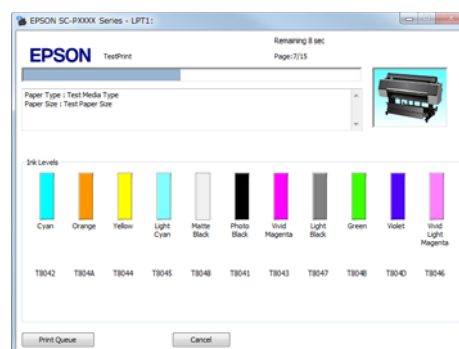 EPSON SC-PXXXX Series - LPT1:
Remaining 8 sec
EPSON
TestPrint
Page:7/15
Paper Type : Test Media Type
Paper Size : Test Paper Size
Ink Levels
Cyan Orange Yellow Light Cyan Matte Black Photo Black Vivid Magenta Light Black Green Violet Vivid Light Magenta
T8042 T804A T8044 T8045 T8048 T8041 T8043 T8047 T804B T804D T8046
Print Queue Cancel